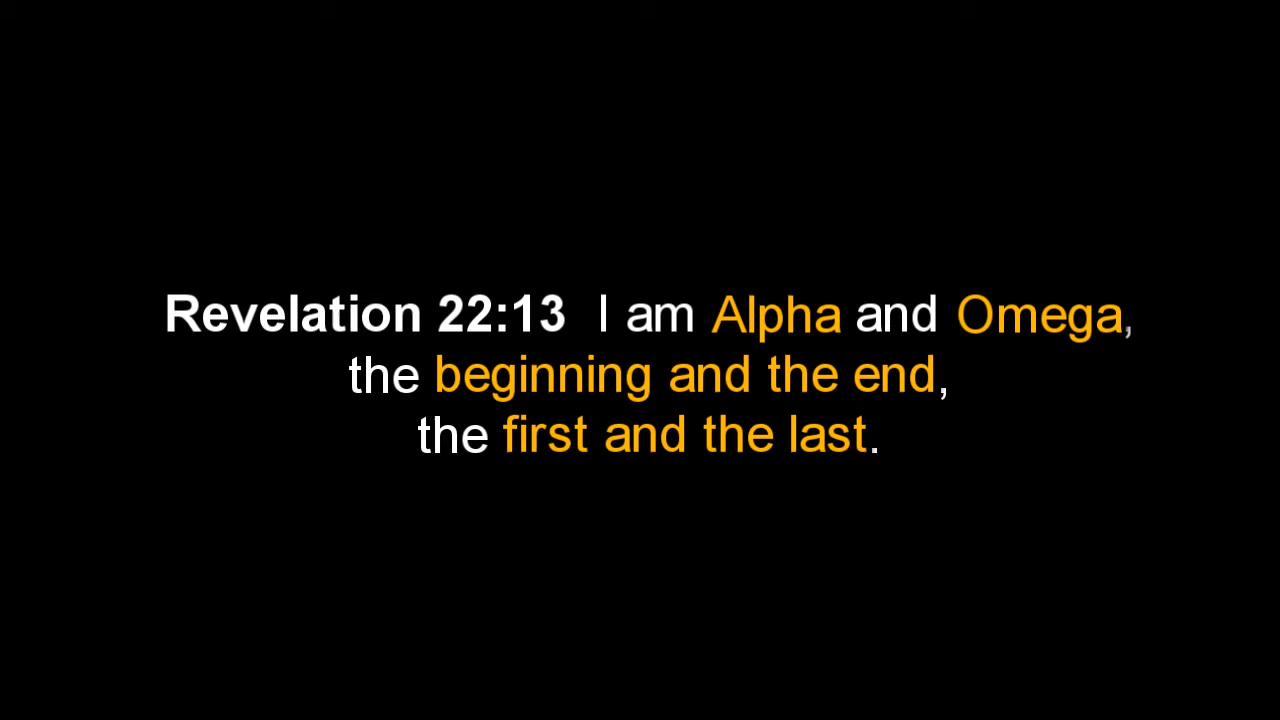 Revelation 22:13  I am Alpha and Omega,
the beginning and the end,
the first and the last.